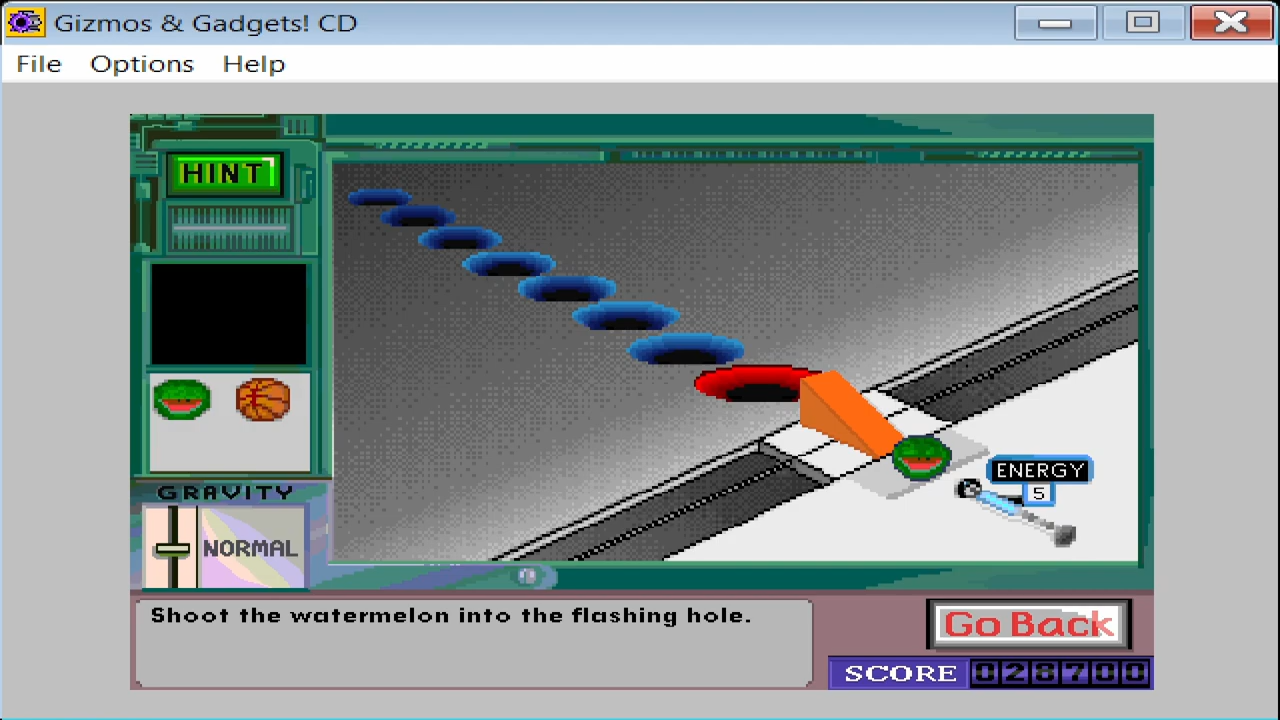 Gizmos & Gadgets! CD
File Options Help
HINT
ENERGY
5
GRAVITY
NORMAL
Shoot the watermelon into the flashing hole.
Go Back
SCORE 028700